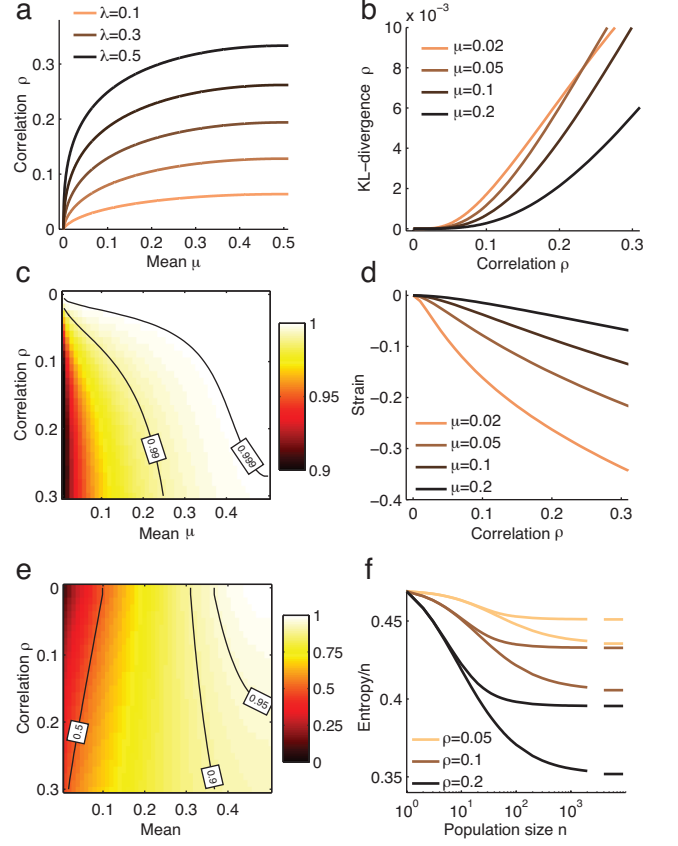 a
λ=0.1
λ=0.3
λ=0.5
Correlation ρ
0.3
0.2
0.1
0
0
0.1
0.2
0.3
0.4
0.5
Mean μ
b
× 10⁻³
10
8
6
4
2
0
KL−divergence ρ
μ=0.02
μ=0.05
μ=0.1
μ=0.2
0
0.1
0.2
0.3
Correlation ρ
c
Correlation ρ
0
0.1
0.2
0.3
0.99
0.999
0.1
0.2
0.3
0.4
Mean μ
1
0.95
0.9
d
Strain
0
−0.1
−0.2
−0.3
−0.4
μ=0.02
μ=0.05
μ=0.1
μ=0.2
0
0.1
0.2
0.3
Correlation ρ
e
Correlation ρ
0
0.1
0.2
0.3
0.5
0.9
0.95
0.1
0.2
0.3
0.4
Mean
1
0.75
0.5
0.25
0
f
Entropy/n
0.45
0.4
0.35
ρ=0.05
ρ=0.1
ρ=0.2
10⁰
10¹
10²
10³
Population size n